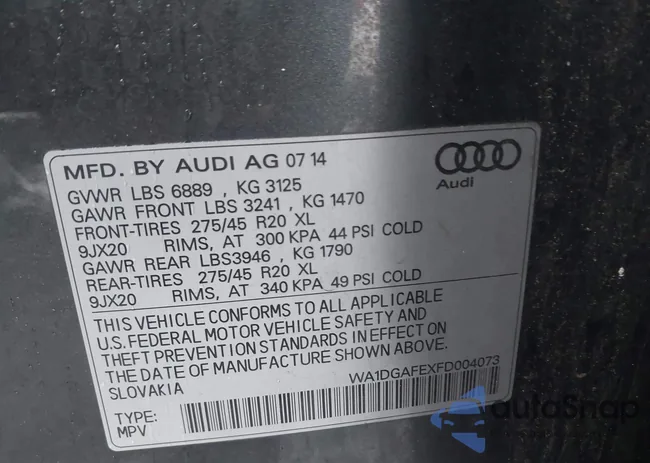 MFD. BY AUDI AG 07 14
Audi
GVWR LBS 6889 , KG 3125
GAWR FRONT LBS 3241 , KG 1470
FRONT-TIRES 275/45 R20 XL
9JX20 RIMS, AT 300 KPA 44 PSI COLD
GAWR REAR LBS3946 , KG 1790
REAR-TIRES 275/45 R20 XL
9JX20 RIMS, AT 340 KPA 49 PSI COLD
THIS VEHICLE CONFORMS TO ALL APPLICABLE
U.S. FEDERAL MOTOR VEHICLE SAFETY AND
THEFT PREVENTION STANDARDS IN EFFECT ON
THE DATE OF MANUFACTURE SHOWN ABOVE.
SLOVAKIA
WA1DGAFEXFD004073
TYPE:
MPV
autoSnap